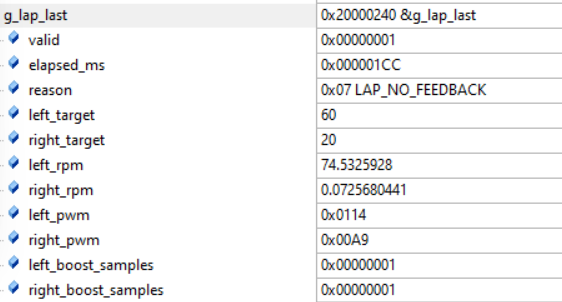 g_lap_last 0x20000240 &g_lap_last
valid 0x00000001
elapsed_ms 0x000001CC
reason 0x07 LAP_NO_FEEDBACK
left_target 60
right_target 20
left_rpm 74.5325928
right_rpm 0.0725680441
left_pwm 0x0114
right_pwm 0x00A9
left_boost_samples 0x00000001
right_boost_samples 0x00000001